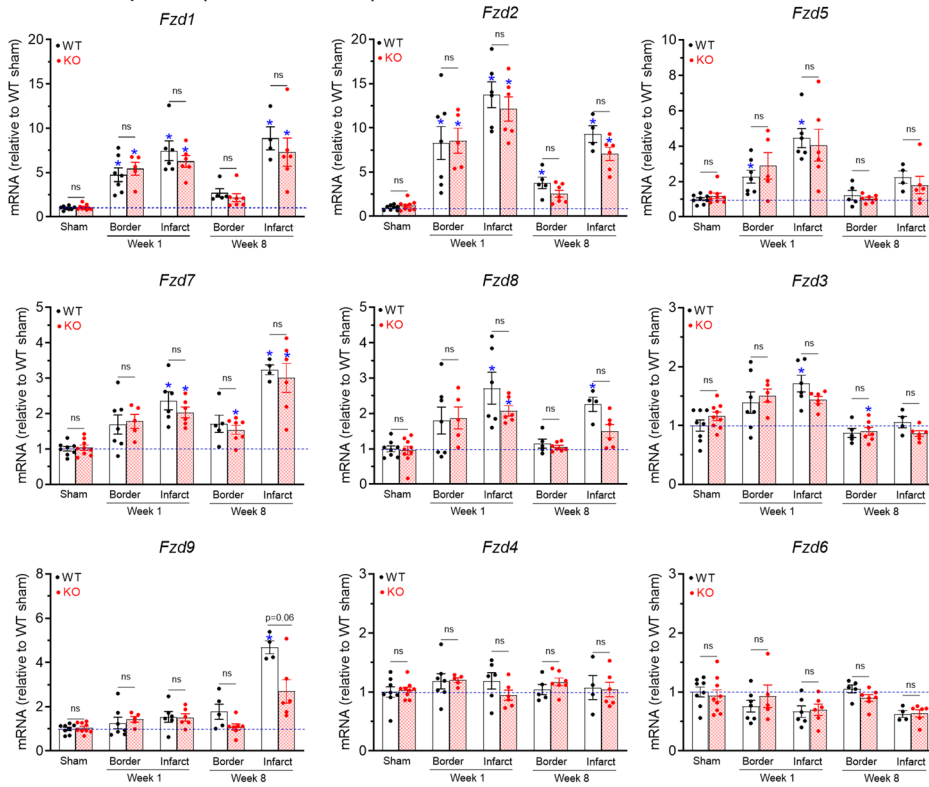 Fzd1
mRNA (relative to WT sham)
20
15
10
5
0
WT
KO
ns
ns
ns
ns
ns
* * * * * *
Sham Border Infarct Border Infarct
Week 1 Week 8
Fzd2
mRNA (relative to WT sham)
20
15
10
5
0
WT
KO
ns
ns
ns
ns
ns
* * * * * * *
Sham Border Infarct Border Infarct
Week 1 Week 8
Fzd5
mRNA (relative to WT sham)
10
8
6
4
2
0
WT
KO
ns
ns
ns
ns
ns
* *
Sham Border Infarct Border Infarct
Week 1 Week 8
Fzd7
mRNA (relative to WT sham)
5
4
3
2
1
0
WT
KO
ns
ns
ns
ns
ns
* * * * *
Sham Border Infarct Border Infarct
Week 1 Week 8
Fzd8
mRNA (relative to WT sham)
5
4
3
2
1
0
WT
KO
ns
ns
ns
ns
ns
* * *
Sham Border Infarct Border Infarct
Week 1 Week 8
Fzd3
mRNA (relative to WT sham)
3
2
1
0
WT
KO
ns
ns
ns
ns
ns
* *
Sham Border Infarct Border Infarct
Week 1 Week 8
Fzd9
mRNA (relative to WT sham)
8
6
4
2
0
WT
KO
ns
ns
ns
ns
p=0.06
*
Sham Border Infarct Border Infarct
Week 1 Week 8
Fzd4
mRNA (relative to WT sham)
3
2
1
0
WT
KO
ns
ns
ns
ns
ns
Sham Border Infarct Border Infarct
Week 1 Week 8
Fzd6
mRNA (relative to WT sham)
3
2
1
0
WT
KO
ns
ns
ns
ns
ns
Sham Border Infarct Border Infarct
Week 1 Week 8